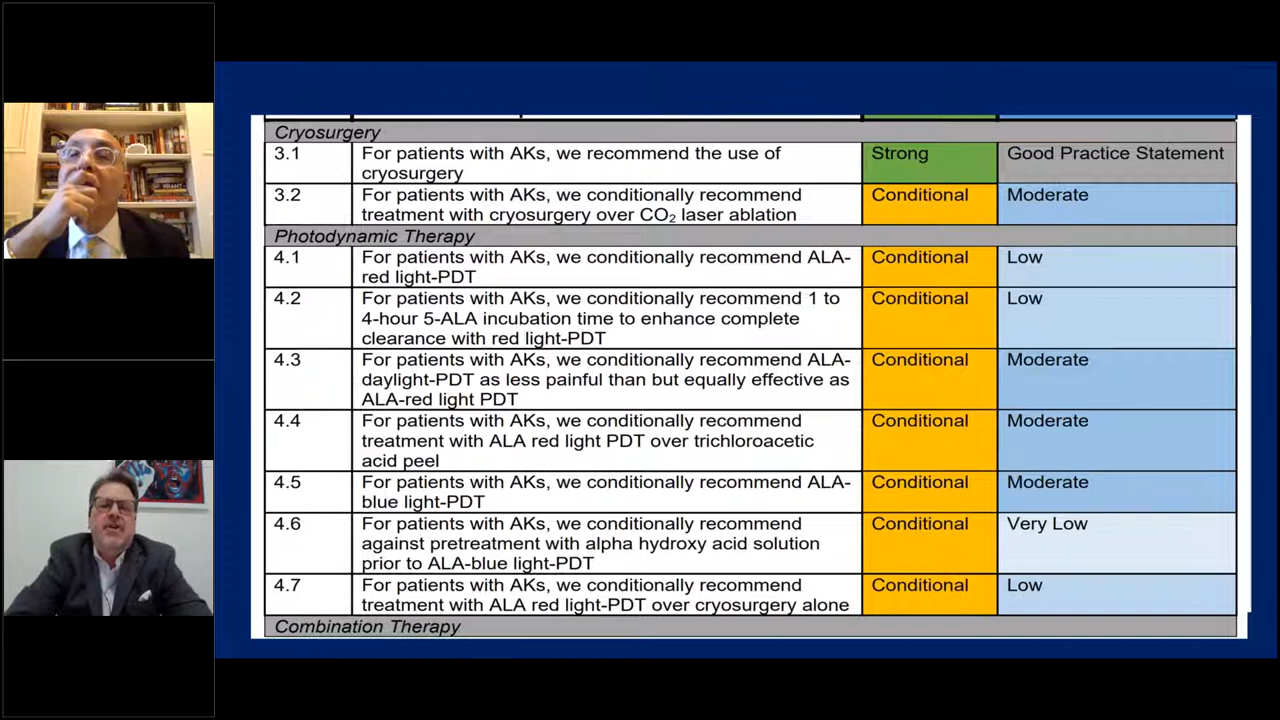 Cryosurgery
3.1 For patients with AKs, we recommend the use of Strong Good Practice Statement
cryosurgery
3.2 For patients with AKs, we conditionally recommend Conditional Moderate
treatment with cryosurgery over CO₂ laser ablation
Photodynamic Therapy
4.1 For patients with AKs, we conditionally recommend ALA- Conditional Low
red light-PDT
4.2 For patients with AKs, we conditionally recommend 1 to Conditional Low
4-hour 5-ALA incubation time to enhance complete
clearance with red light-PDT
4.3 For patients with AKs, we conditionally recommend ALA- Conditional Moderate
daylight-PDT as less painful than but equally effective as
ALA-red light PDT
4.4 For patients with AKs, we conditionally recommend Conditional Moderate
treatment with ALA red light PDT over trichloroacetic
acid peel
4.5 For patients with AKs, we conditionally recommend ALA- Conditional Moderate
blue light-PDT
4.6 For patients with AKs, we conditionally recommend Conditional Very Low
against pretreatment with alpha hydroxy acid solution
prior to ALA-blue light-PDT
4.7 For patients with AKs, we conditionally recommend Conditional Low
treatment with ALA red light-PDT over cryosurgery alone
Combination Therapy